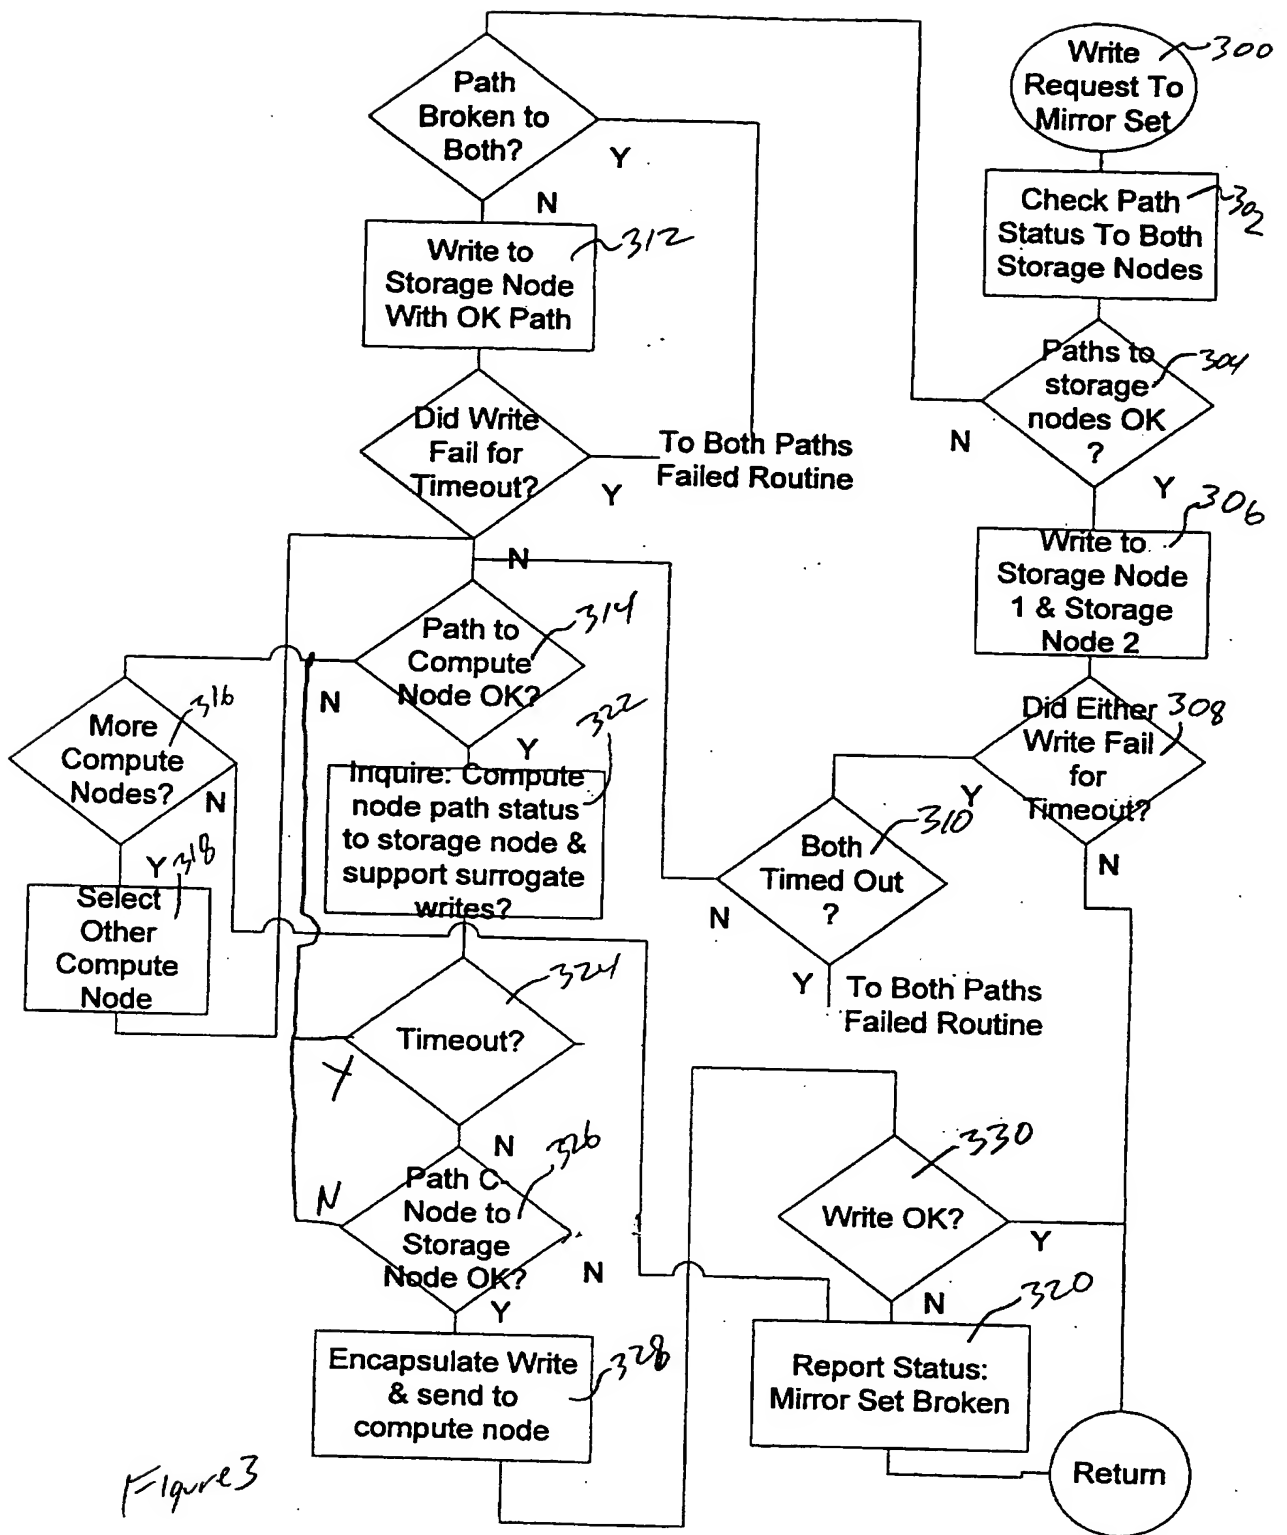 Write
Request To
Mirror Set
300
Check Path
Status To Both
Storage Nodes
302
Paths to
storage
nodes OK
?
304
N
Y
306
Write to
Storage Node
1 & Storage
Node 2
Did Either
Write Fail
for
Timeout?
308
Y
N
Both
Timed Out
?
310
N
Y
To Both Paths
Failed Routine
Path
Broken to
Both?
Y
N
Write to
Storage Node
With OK Path
312
Did Write
Fail for
Timeout?
Y
To Both Paths
Failed Routine
N
Path to
Compute
Node OK?
314
N
Y
More
Compute
Nodes?
316
N
Y
318
Select
Other
Compute
Node
322
Inquire: Compute
node path status
to storage node &
support surrogate
writes?
Timeout?
324
Y
N
Path C-
Node to
Storage
Node OK?
326
N
N
Y
Encapsulate Write
& send to
compute node
328
Write OK?
330
Y
N
320
Report Status:
Mirror Set Broken
Return
Figure 3